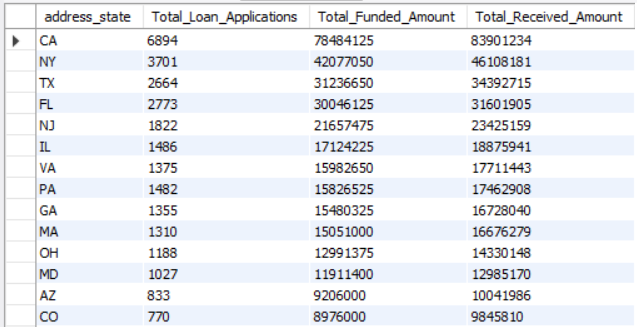 address_state Total_Loan_Applications Total_Funded_Amount Total_Received_Amount
CA 6894 78484125 83901234
NY 3701 42077050 46108181
TX 2664 31236650 34392715
FL 2773 30046125 31601905
NJ 1822 21657475 23425159
IL 1486 17124225 18875941
VA 1375 15982650 17711443
PA 1482 15826525 17462908
GA 1355 15480325 16728040
MA 1310 15051000 16676279
OH 1188 12991375 14330148
MD 1027 11911400 12985170
AZ 833 9206000 10041986
CO 770 8976000 9845810